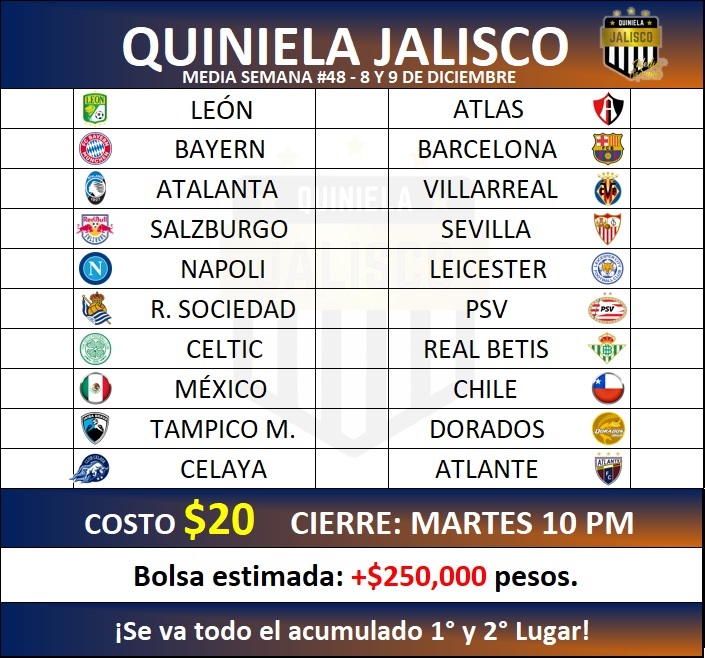 QUINIELA JALISCO
QUINIELA
JALISCO
MEDIA SEMANA #48 - 8 Y 9 DE DICIEMBRE
LEÓN ATLAS
BAYERN BARCELONA
ATALANTA VILLARREAL
SALZBURGO SEVILLA
NAPOLI LEICESTER
R. SOCIEDAD PSV
CELTIC REAL BETIS
MÉXICO CHILE
TAMPICO M. DORADOS
CELAYA ATLANTE
COSTO $20 CIERRE: MARTES 10 PM
Bolsa estimada: +$250,000 pesos.
¡Se va todo el acumulado 1° y 2° Lugar!